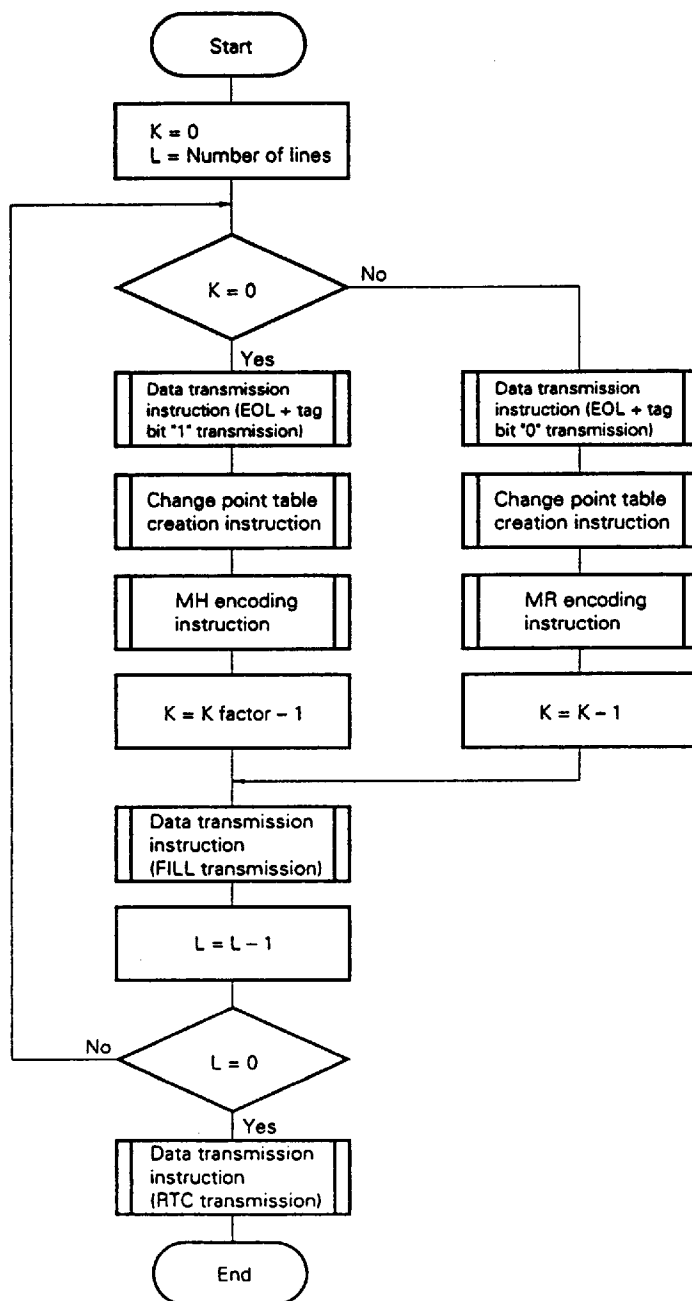 Start
K = 0
L = Number of lines
K = 0
No
Yes
Data transmission
instruction (EOL + tag
bit "1" transmission)
Data transmission
instruction (EOL + tag
bit "0" transmission)
Change point table
creation instruction
Change point table
creation instruction
MH encoding
instruction
MR encoding
instruction
K = K factor – 1
K = K – 1
Data transmission
instruction
(FILL transmission)
L = L – 1
No
L = 0
Yes
Data transmission
instruction
(RTC transmission)
End